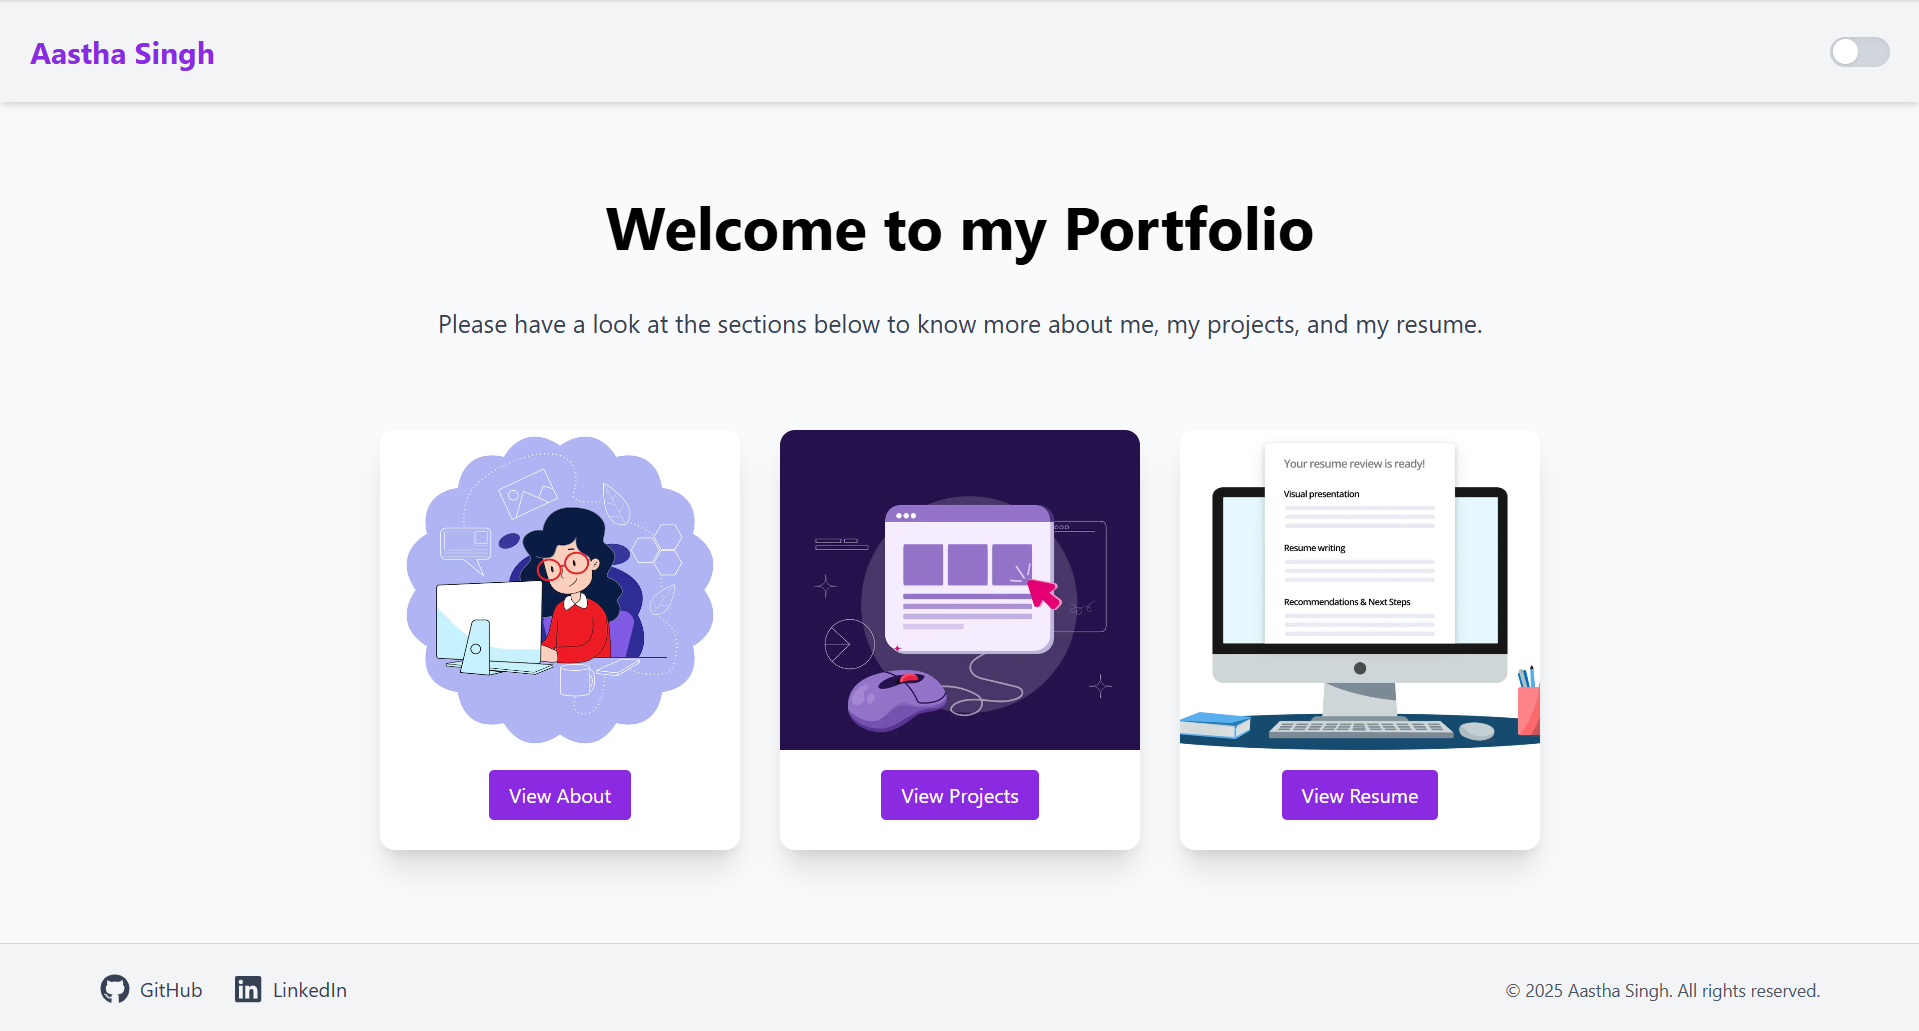 Aastha Singh
Welcome to my Portfolio
Please have a look at the sections below to know more about me, my projects, and my resume.
Your resume review is ready!
Visual presentation
Resume writing
Recommendations & Next Steps
View About
View Projects
View Resume
GitHub
LinkedIn
© 2025 Aastha Singh. All rights reserved.